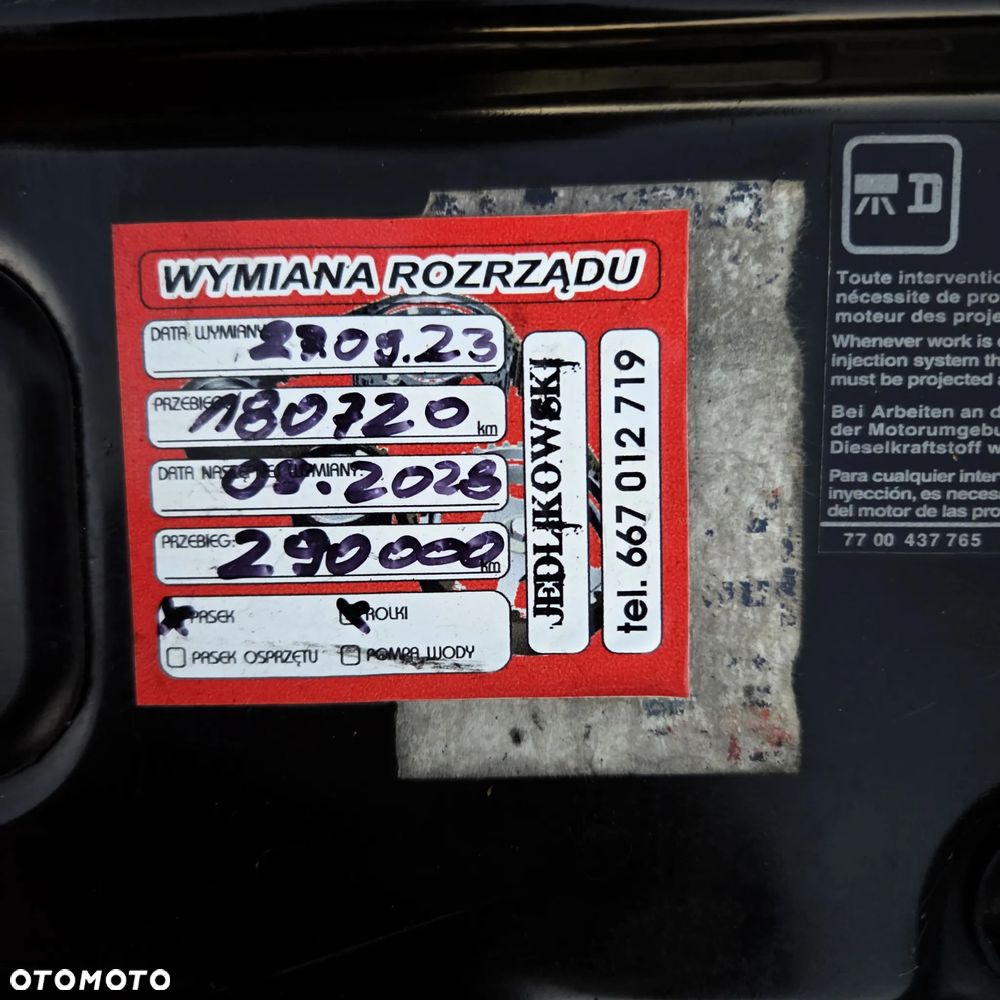 WYMIANA ROZRZĄDU
DATA WYMIANY: 27.09.23
PRZEBIEG: 180720 km
DATA NASTĘPNEJ WYMIANY: 09.2028
PRZEBIEG: 290000 km
PASEK ROLKI
PASEK OSPRZĘTU POMPA WODY
JEDLIKOWSKI
tel. 667 012 719
D
Toute interventi
nécessite de pro
moteur des proje
Whenever work is
injection system th
must be projected
Bei Arbeiten an d
der Motorumgebu
Dieselkraftstoff w
Para cualquier inter
inyección, es neces
del motor de las pro
77 00 437 765
OTOMOTO